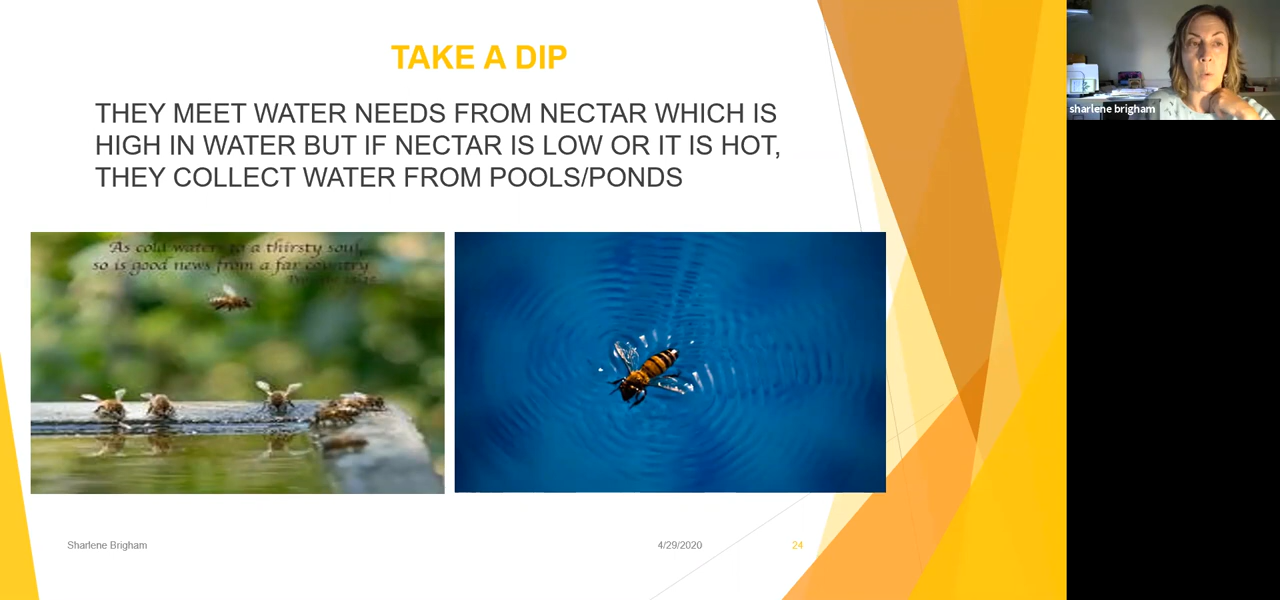 TAKE A DIP
THEY MEET WATER NEEDS FROM NECTAR WHICH IS
HIGH IN WATER BUT IF NECTAR IS LOW OR IT IS HOT,
THEY COLLECT WATER FROM POOLS/PONDS
As cold waters to a thirsty soul,
so is good news from a far country
Sharlene Brigham
4/29/2020
24
sharlene brigham